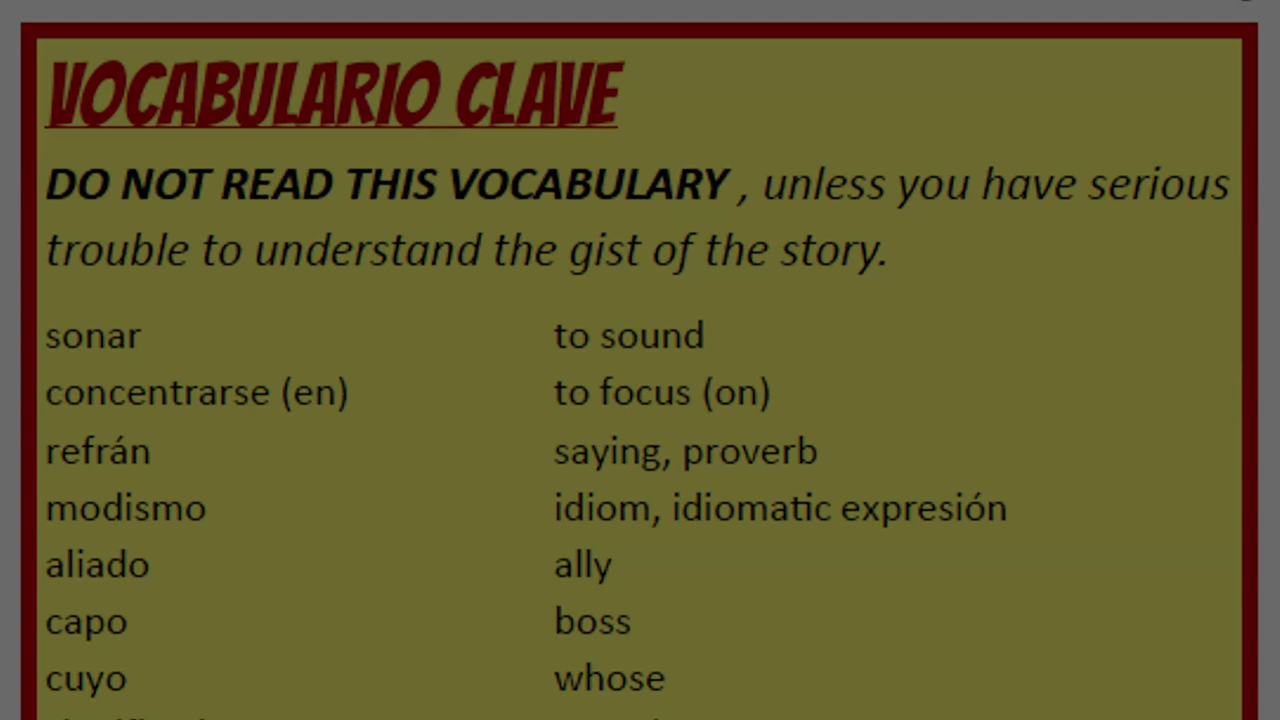 VOCABULARIO CLAVE
DO NOT READ THIS VOCABULARY , unless you have serious
trouble to understand the gist of the story.
sonar to sound
concentrarse (en) to focus (on)
refrán saying, proverb
modismo idiom, idiomatic expresión
aliado ally
capo boss
cuyo whose